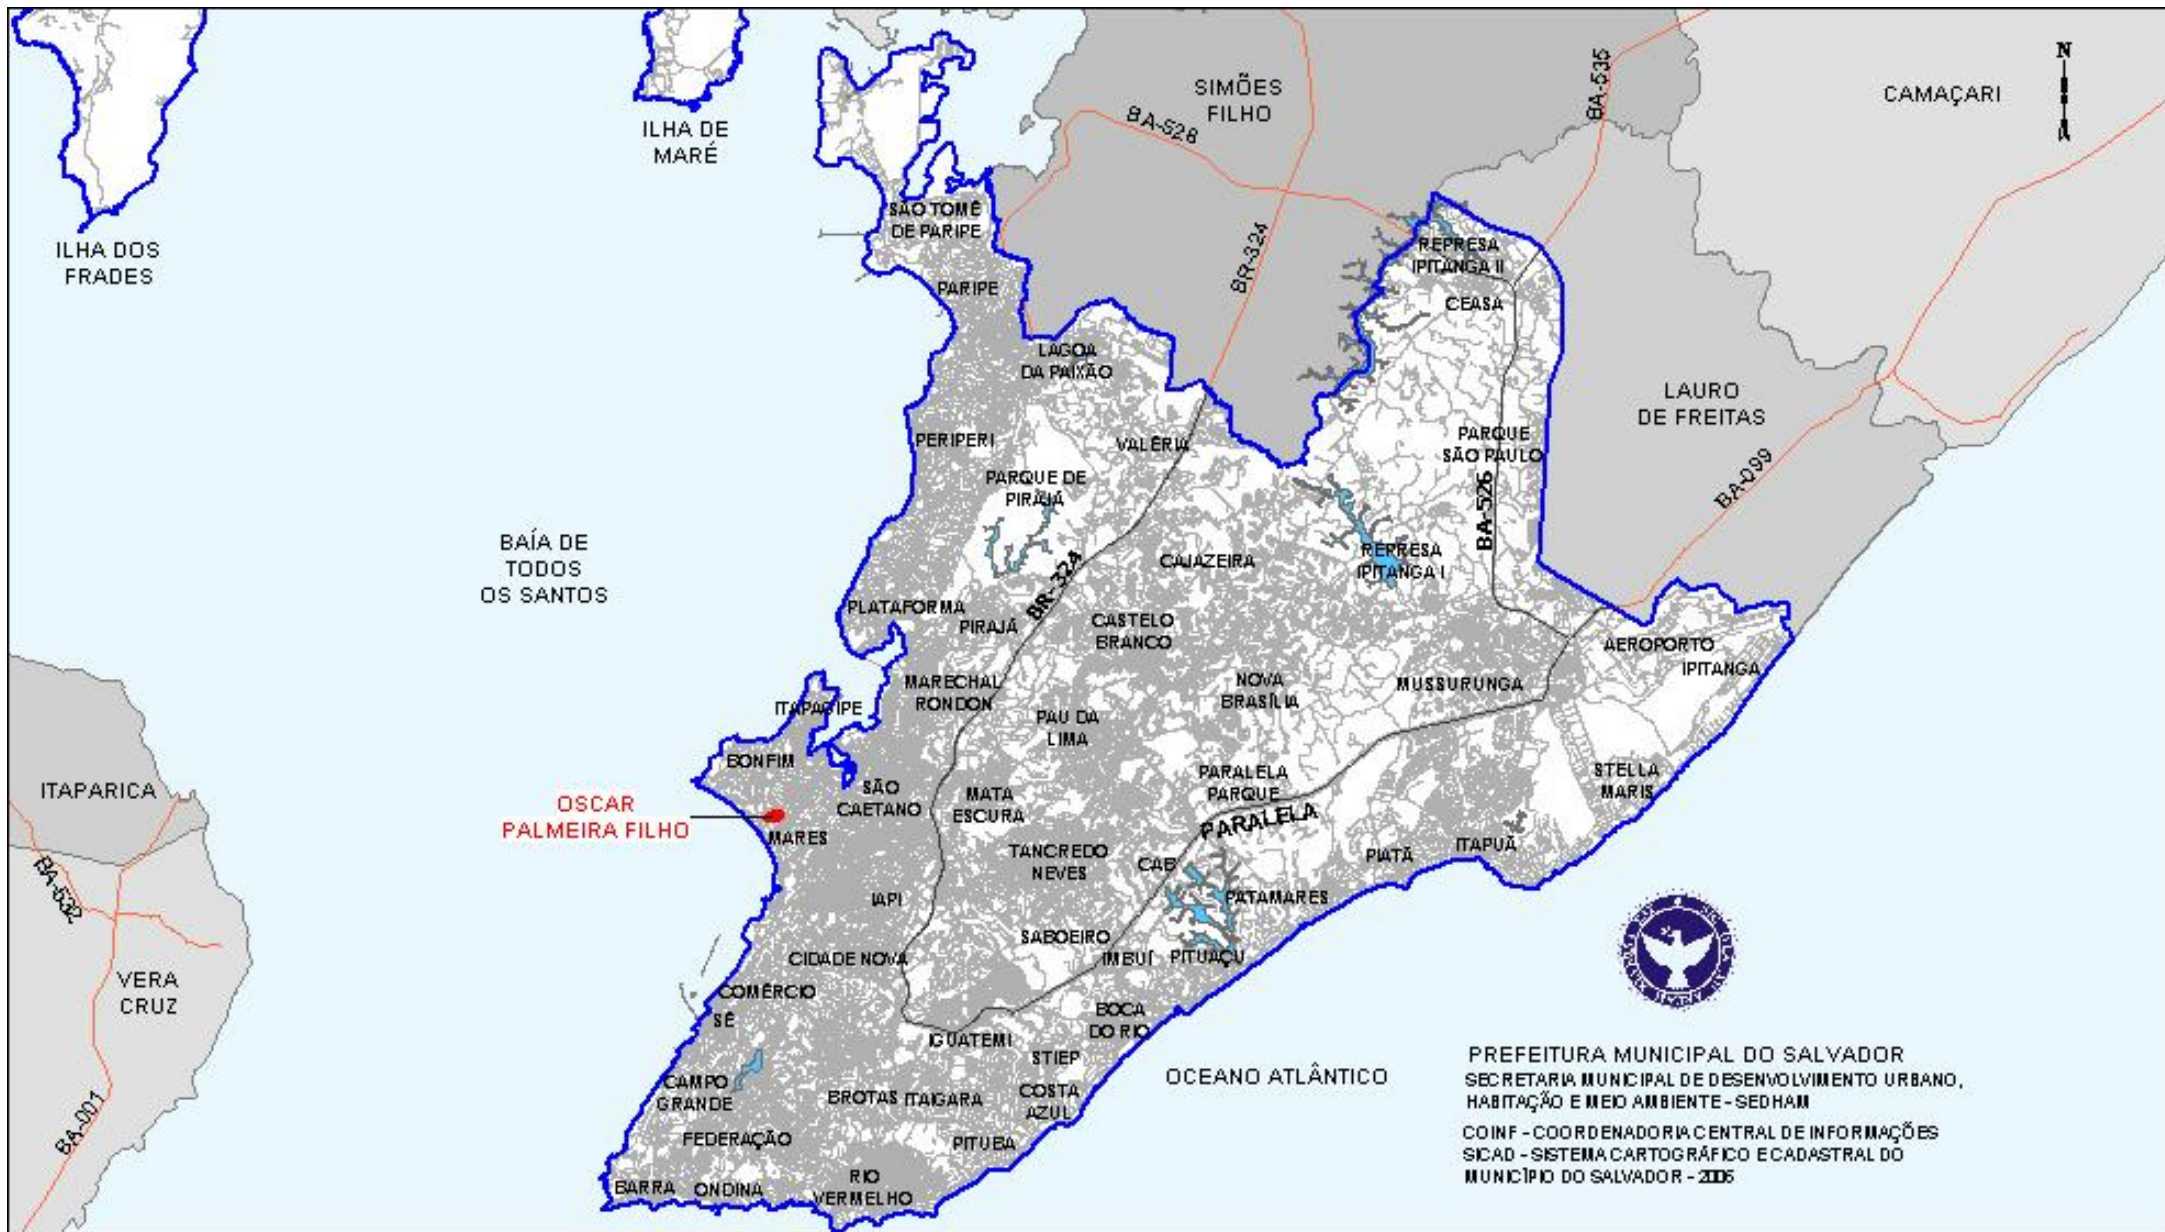 N
SIMÕES
FILHO
BA-535
CAMAÇARI
BA-526
ILHA DE
MARÉ
SÃO TOMÉ
DE PARIPE
ILHA DOS
FRADES
BR-324
REPRESA
IPITANGA II
CEASA
PARIPE
LAGOA
DA PAIXÃO
LAURO
DE FREITAS
PERIPERI
VALÉRIA
PARQUE
SÃO PAULO
BA-099
PARQUE DE
PIRAJÁ
BA-526
BAÍA DE
TODOS
OS SANTOS
CAJAZEIRA
REPRESA
IPITANGA I
BR-324
PLATAFORMA
PIRAJÁ
CASTELO
BRANCO
AEROPORTO
IPITANGA
MARECHAL
RONDON
NOVA
BRASÍLIA
MUSSURUNGA
ITAPAGIPE
PAU DA
LIMA
BONFIM
SÃO
CAETANO
MATA
ESCURA
PARALELA
PARQUE
PARALELA
STELLA
MARIS
ITAPARICA
OSCAR
PALMEIRA FILHO
MARES
TANCREDO
NEVES
CAB
PIATÃ
ITAPUÃ
BA-532
IAPI
PATAMARES
SABOEIRO
IMBUÍ
PITUAÇU
CIDADE NOVA
VERA
CRUZ
COMÉRCIO
SÉ
BOCA
DO RIO
IGUATEMI
STIEP
OCEANO ATLÂNTICO
CAMPO
GRANDE
BROTAS
ITAIGARA
COSTA
AZUL
BA-001
FEDERAÇÃO
PITUBA
BARRA
ONDINA
RIO
VERMELHO
PREFEITURA MUNICIPAL DO SALVADOR
SECRETARIA MUNICIPAL DE DESENVOLVIMENTO URBANO,
HABITAÇÃO E MEIO AMBIENTE - SEDHAM
COINF - COORDENADORIA CENTRAL DE INFORMAÇÕES
SICAD - SISTEMA CARTOGRÁFICO E CADASTRAL DO
MUNICÍPIO DO SALVADOR - 2006